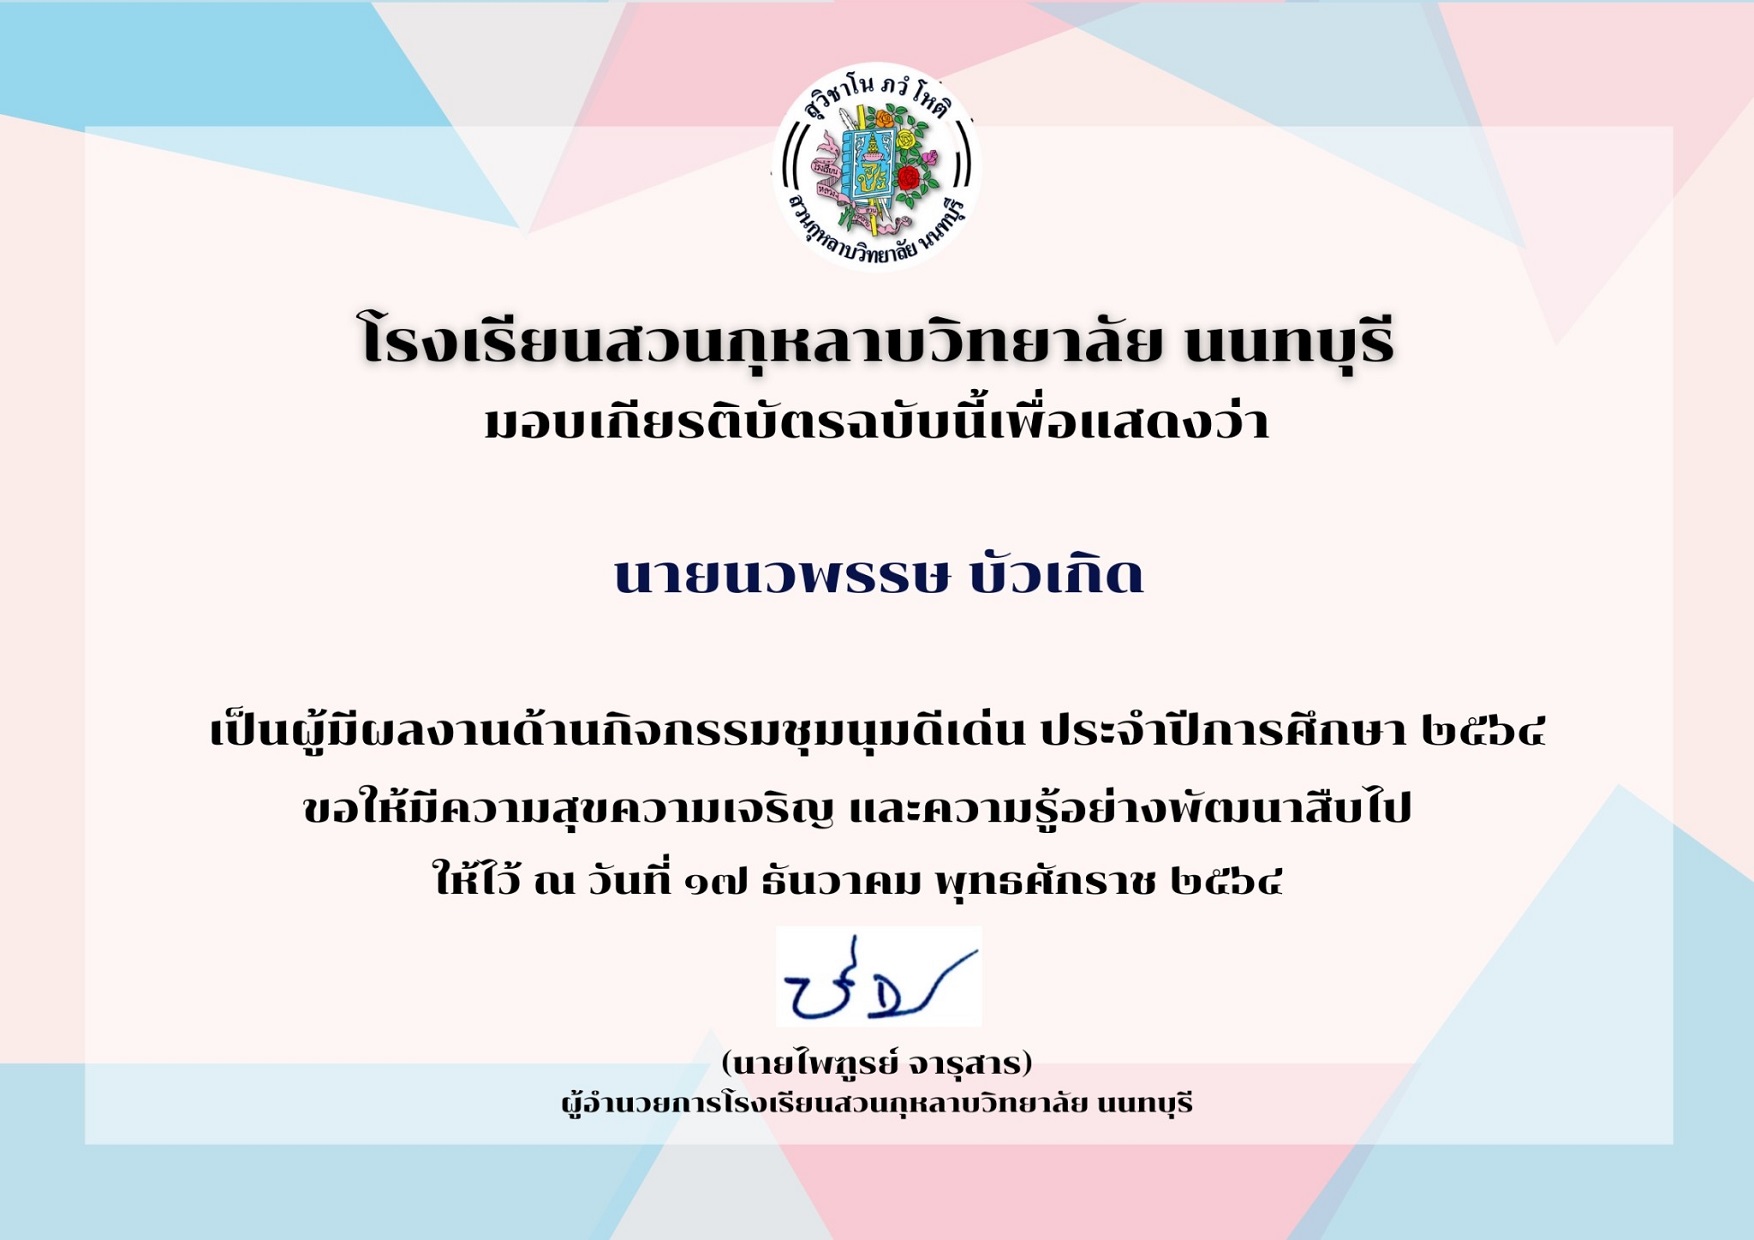 สุวิชาโน ภวํ โหติ
สวนกุหลาบวิทยาลัย นนทบุรี
โรงเรียนสวนกุหลาบวิทยาลัย นนทบุรี
มอบเกียรติบัตรฉบับนี้เพื่อแสดงว่า
นายนวพรรษ บัวเกิด
เป็นผู้มีผลงานด้านกิจกรรมชุมนุมดีเด่น ประจำปีการศึกษา ๒๕๖๔
ขอให้มีความสุขความเจริญ และความรู้อย่างพัฒนาสืบไป
ให้ไว้ ณ วันที่ ๑๗ ธันวาคม พุทธศักราช ๒๕๖๔
(นายไพฑูรย์ จารุสาร)
ผู้อำนวยการโรงเรียนสวนกุหลาบวิทยาลัย นนทบุรี